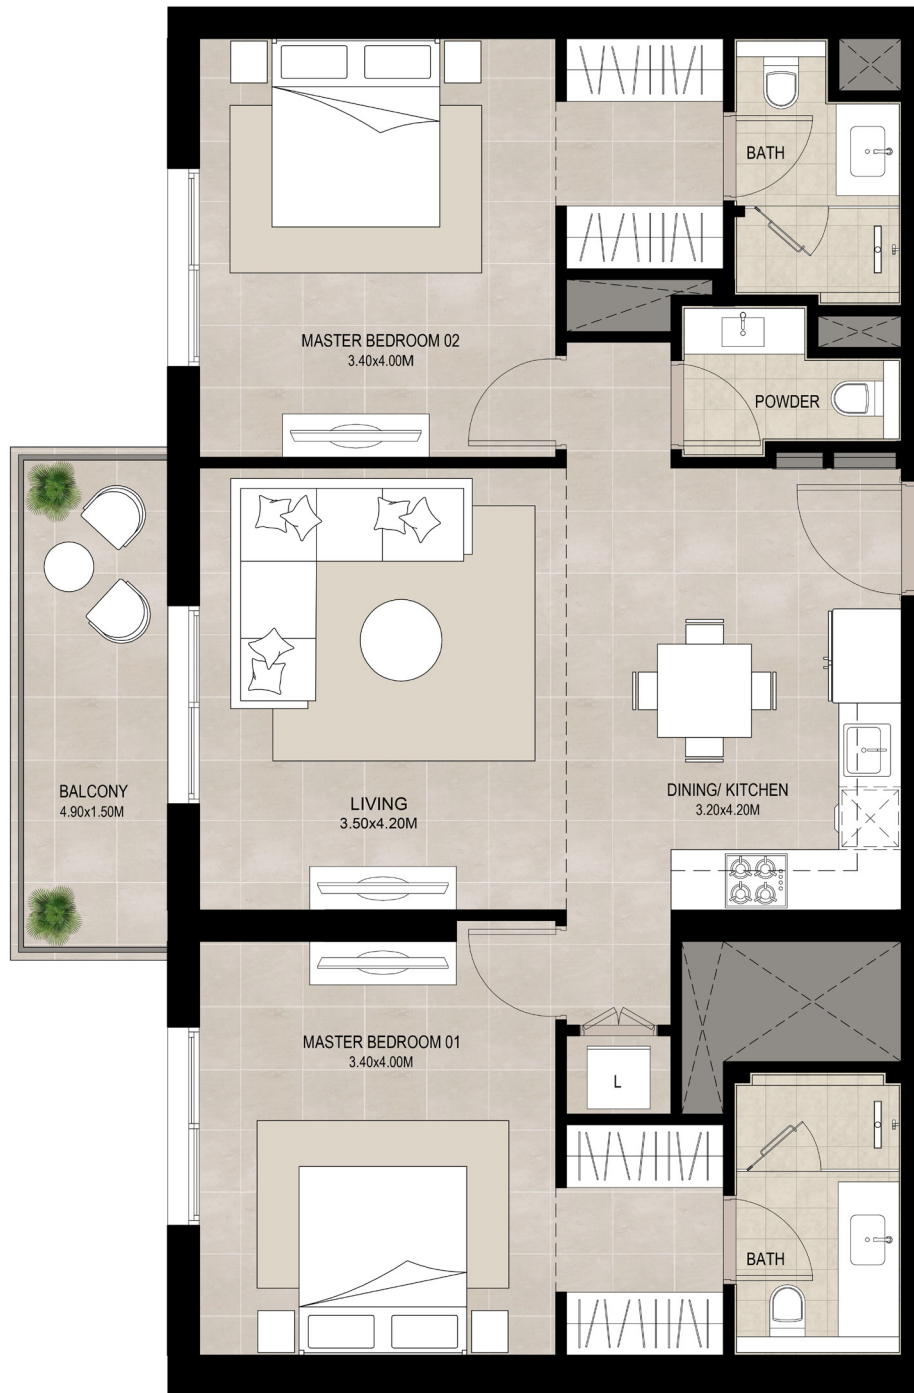 BATH
MASTER BEDROOM 02
3.40x4.00M
POWDER
BALCONY
4.90x1.50M
LIVING
3.50x4.20M
DINING/ KITCHEN
3.20x4.20M
MASTER BEDROOM 01
3.40x4.00M
L
BATH